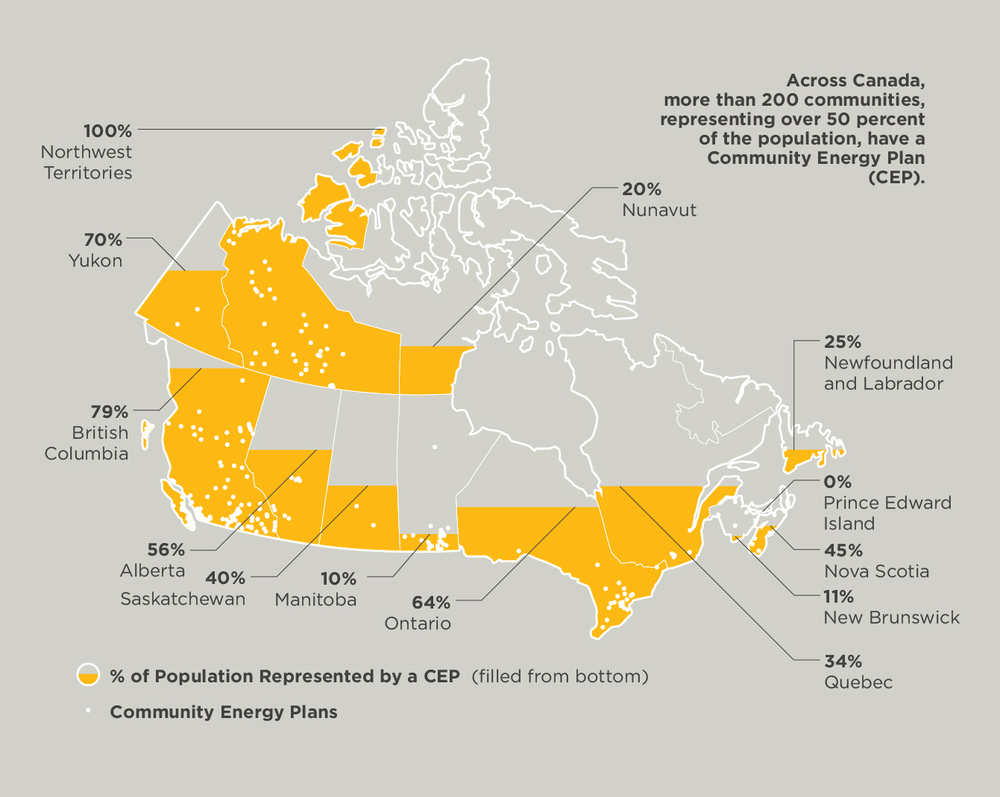 Across Canada,
more than 200 communities,
representing over 50 percent
of the population, have a
Community Energy Plan
(CEP).
100%
Northwest
Territories
20%
Nunavut
70%
Yukon
25%
Newfoundland
and Labrador
79%
British
Columbia
0%
Prince Edward
Island
56%
Alberta
45%
Nova Scotia
40%
Saskatchewan
10%
Manitoba
11%
New Brunswick
64%
Ontario
34%
Quebec
% of Population Represented by a CEP (filled from bottom)
Community Energy Plans